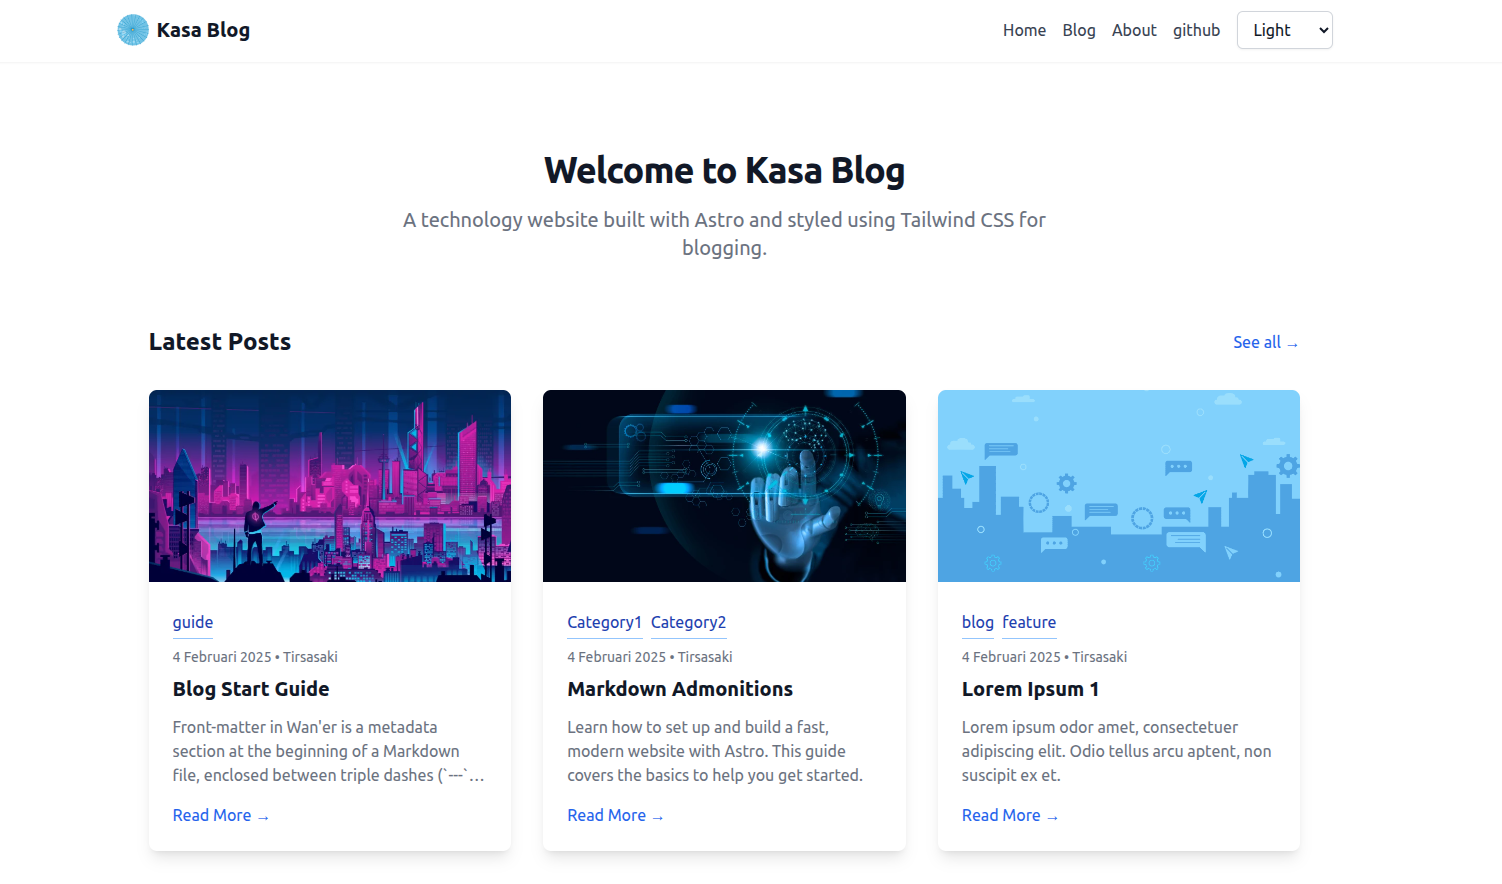 Kasa Blog
Home Blog About github Light
Welcome to Kasa Blog
A technology website built with Astro and styled using Tailwind CSS for
blogging.
Latest Posts
See all →
guide
4 Februari 2025 • Tirsasaki
Blog Start Guide
Front-matter in Wan'er is a metadata
section at the beginning of a Markdown
file, enclosed between triple dashes (`---`...
Read More →
Category1 Category2
4 Februari 2025 • Tirsasaki
Markdown Admonitions
Learn how to set up and build a fast,
modern website with Astro. This guide
covers the basics to help you get started.
Read More →
blog feature
4 Februari 2025 • Tirsasaki
Lorem Ipsum 1
Lorem ipsum odor amet, consectetuer
adipiscing elit. Odio tellus arcu aptent, non
suscipit ex et.
Read More →